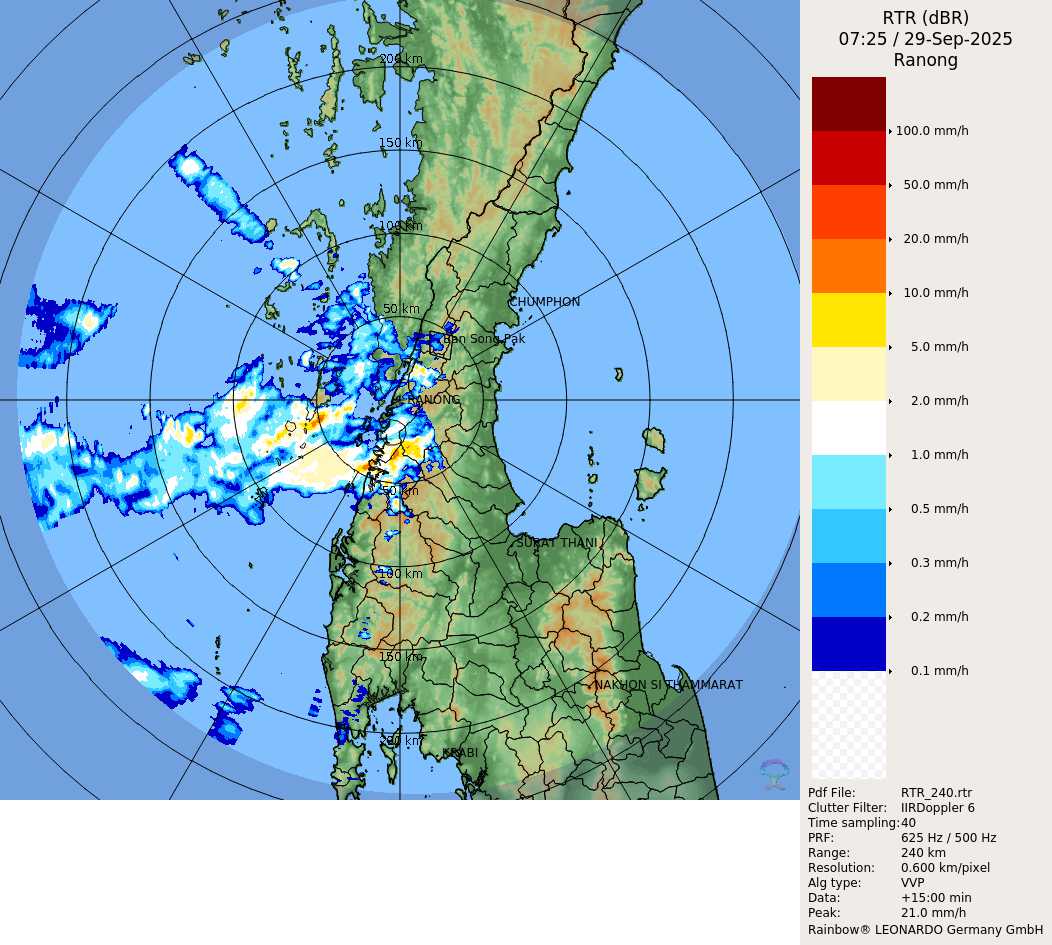 RTR (dBR)
07:25 / 29-Sep-2025
Ranong
100.0 mm/h
50.0 mm/h
20.0 mm/h
10.0 mm/h
5.0 mm/h
2.0 mm/h
1.0 mm/h
0.5 mm/h
0.3 mm/h
0.2 mm/h
0.1 mm/h
200 km
150 km
100 km
50 km
CHUMPHON
Ban Song Pak
RANONG
50 km
SURAT THANI
100 km
150 km
NAKHON SI THAMMARAT
200 km
KRABI
Pdf File: RTR_240.rtr
Clutter Filter: IIRDoppler 6
Time sampling: 40
PRF: 625 Hz / 500 Hz
Range: 240 km
Resolution: 0.600 km/pixel
Alg type: VVP
Data: +15:00 min
Peak: 21.0 mm/h
Rainbow® LEONARDO Germany GmbH